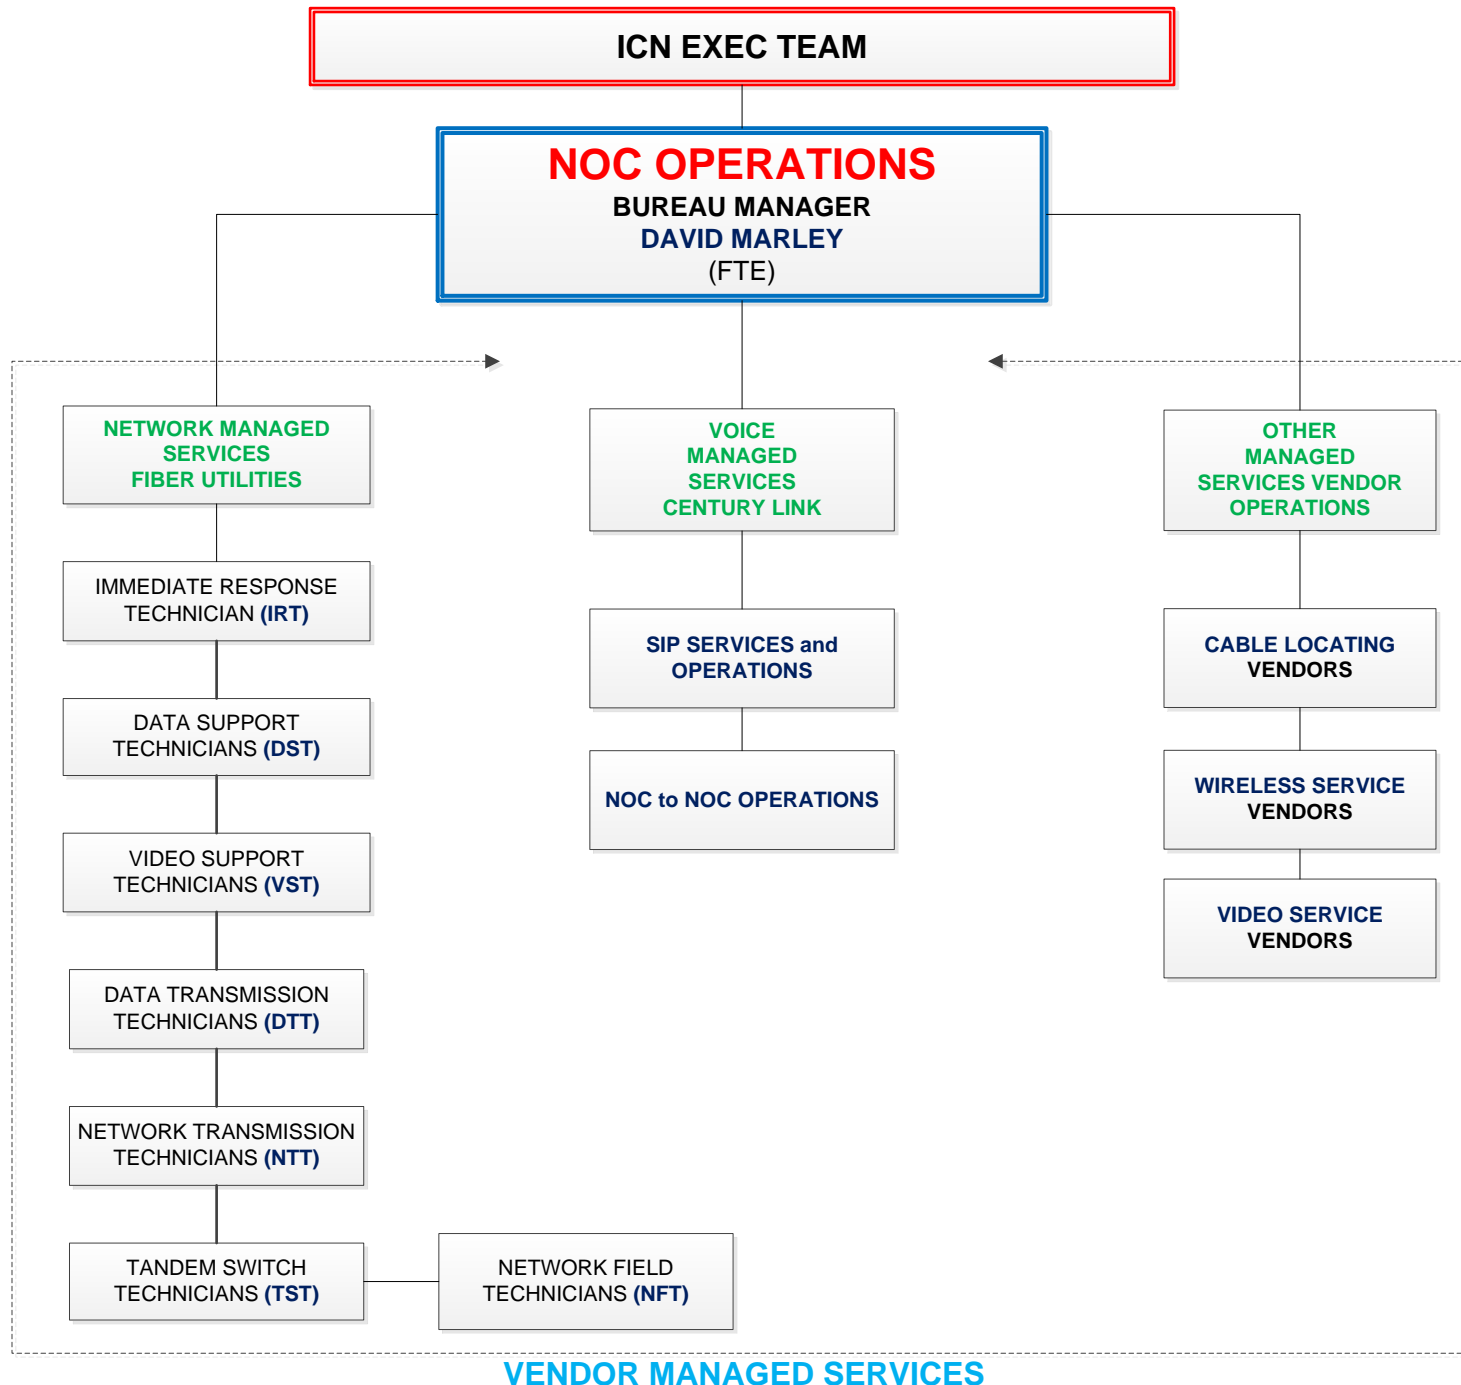 ICN EXEC TEAM
NOC OPERATIONS
BUREAU MANAGER
DAVID MARLEY
(FTE)
NETWORK MANAGED
SERVICES
FIBER UTILITIES
IMMEDIATE RESPONSE
TECHNICIAN (IRT)
DATA SUPPORT
TECHNICIANS (DST)
VIDEO SUPPORT
TECHNICIANS (VST)
DATA TRANSMISSION
TECHNICIANS (DTT)
NETWORK TRANSMISSION
TECHNICIANS (NTT)
TANDEM SWITCH
TECHNICIANS (TST)
NETWORK FIELD
TECHNICIANS (NFT)
VOICE
MANAGED
SERVICES
CENTURY LINK
SIP SERVICES and
OPERATIONS
NOC to NOC OPERATIONS
OTHER
MANAGED
SERVICES VENDOR
OPERATIONS
CABLE LOCATING
VENDORS
WIRELESS SERVICE
VENDORS
VIDEO SERVICE
VENDORS
VENDOR MANAGED SERVICES